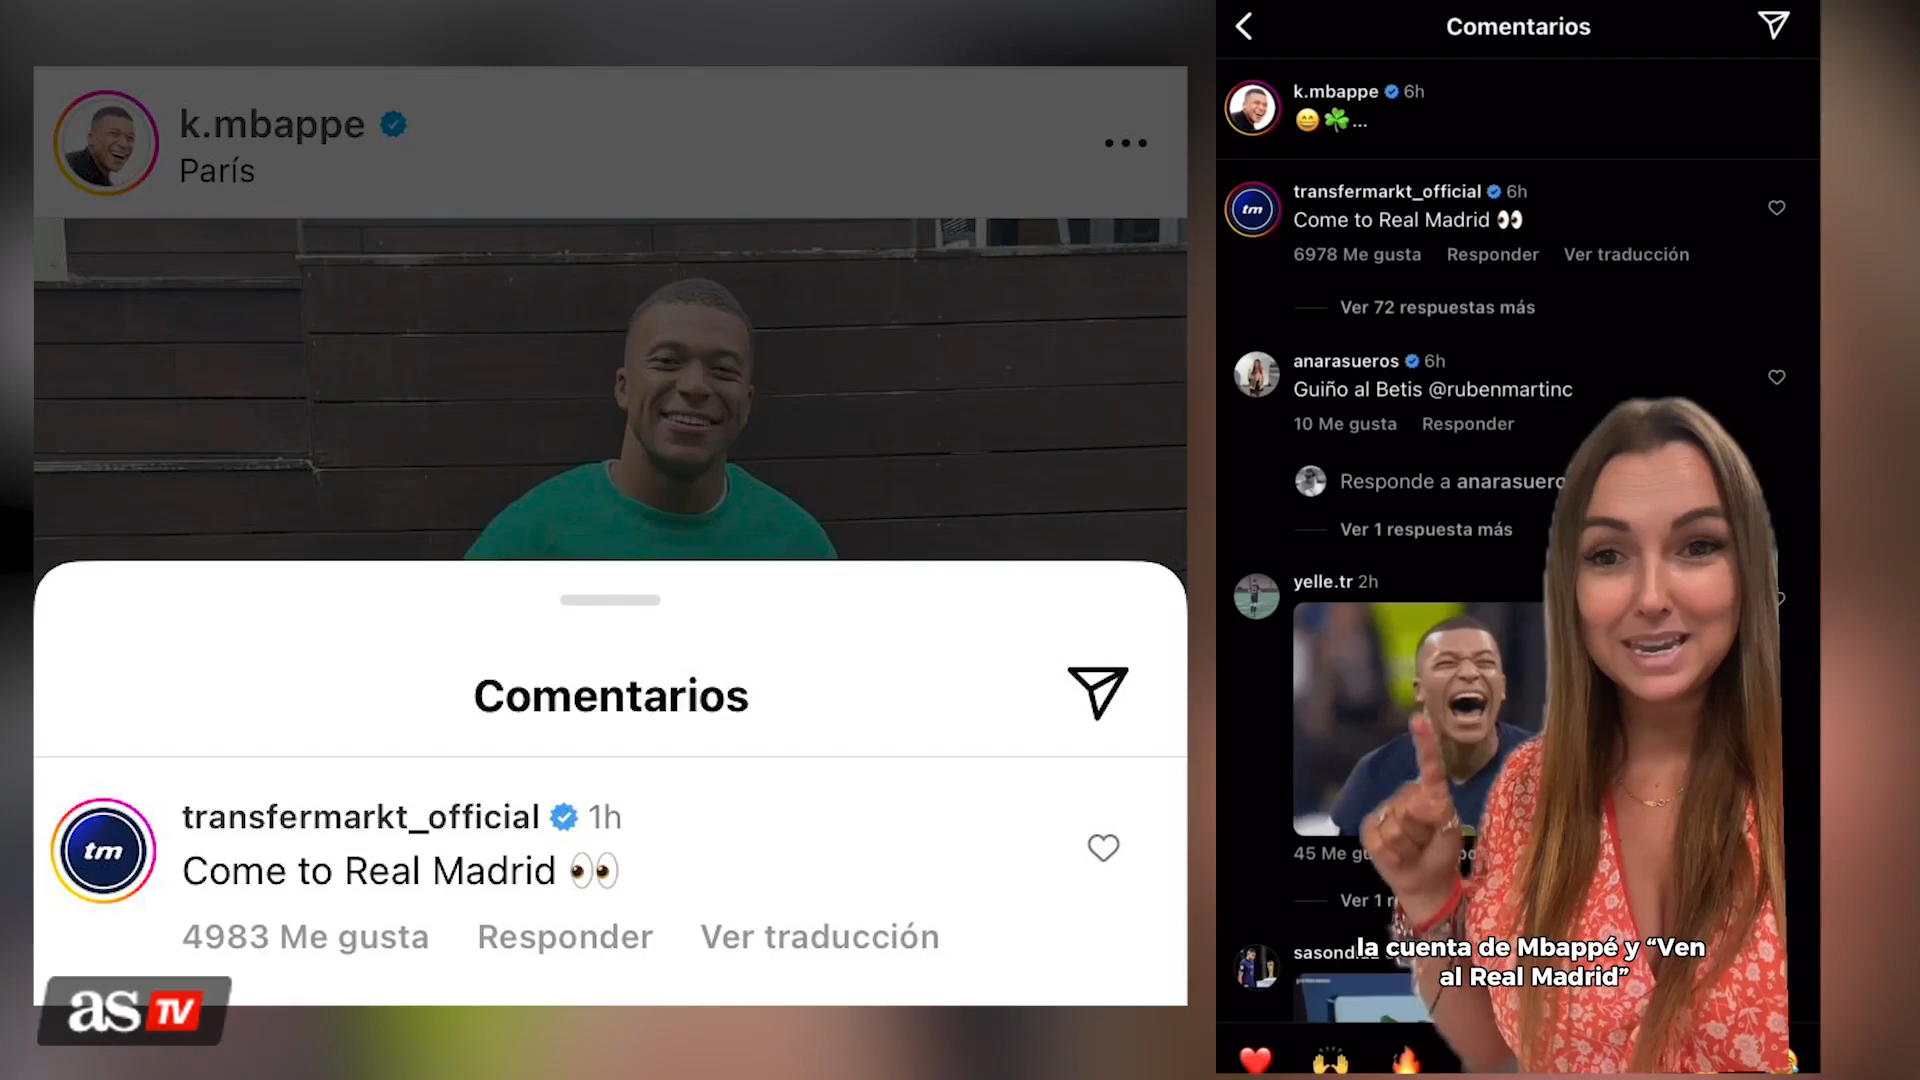 k.mbappe
París
Comentarios
transfermarkt_official 1h
tm
Come to Real Madrid 👀
4983 Me gusta Responder Ver traducción
as TV
Comentarios
k.mbappe 6h
😄☘️...
transfermarkt_official 6h
tm
Come to Real Madrid 👀
6978 Me gusta Responder Ver traducción
Ver 72 respuestas más
anarasueros 6h
Guiño al Betis @rubenmartinc
10 Me gusta Responder
Responde a anarasuero
Ver 1 respuesta más
yelle.tr 2h
45 Me gu
Ver 1 r
la cuenta de Mbappé y “Ven
al Real Madrid”